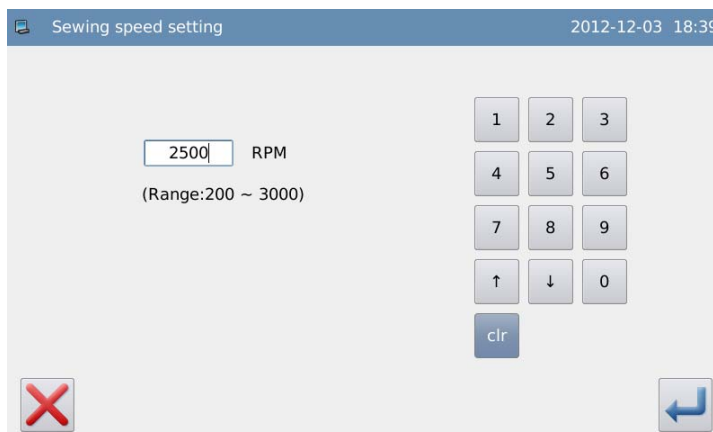 Sewing speed setting 2012-12-03 18:39
2500 RPM
(Range:200 ~ 3000)
1 2 3
4 5 6
7 8 9
↑ ↓ 0
clr